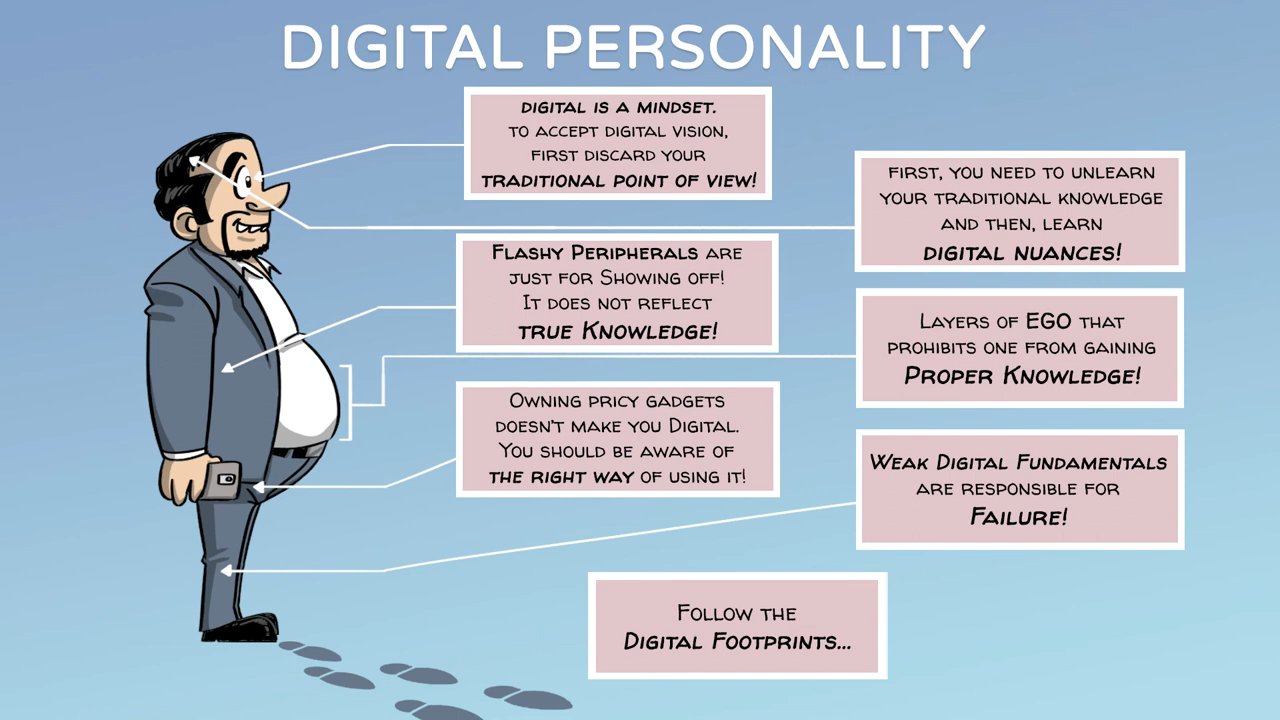 DIGITAL PERSONALITY
DIGITAL IS A MINDSET.
TO ACCEPT DIGITAL VISION,
FIRST DISCARD YOUR
TRADITIONAL POINT OF VIEW!
FIRST, YOU NEED TO UNLEARN
YOUR TRADITIONAL KNOWLEDGE
AND THEN, LEARN
DIGITAL NUANCES!
FLASHY PERIPHERALS ARE
JUST FOR SHOWING OFF!
IT DOES NOT REFLECT
TRUE KNOWLEDGE!
LAYERS OF EGO THAT
PROHIBITS ONE FROM GAINING
PROPER KNOWLEDGE!
OWNING PRICY GADGETS
DOESN'T MAKE YOU DIGITAL.
YOU SHOULD BE AWARE OF
THE RIGHT WAY OF USING IT!
WEAK DIGITAL FUNDAMENTALS
ARE RESPONSIBLE FOR
FAILURE!
FOLLOW THE
DIGITAL FOOTPRINTS...